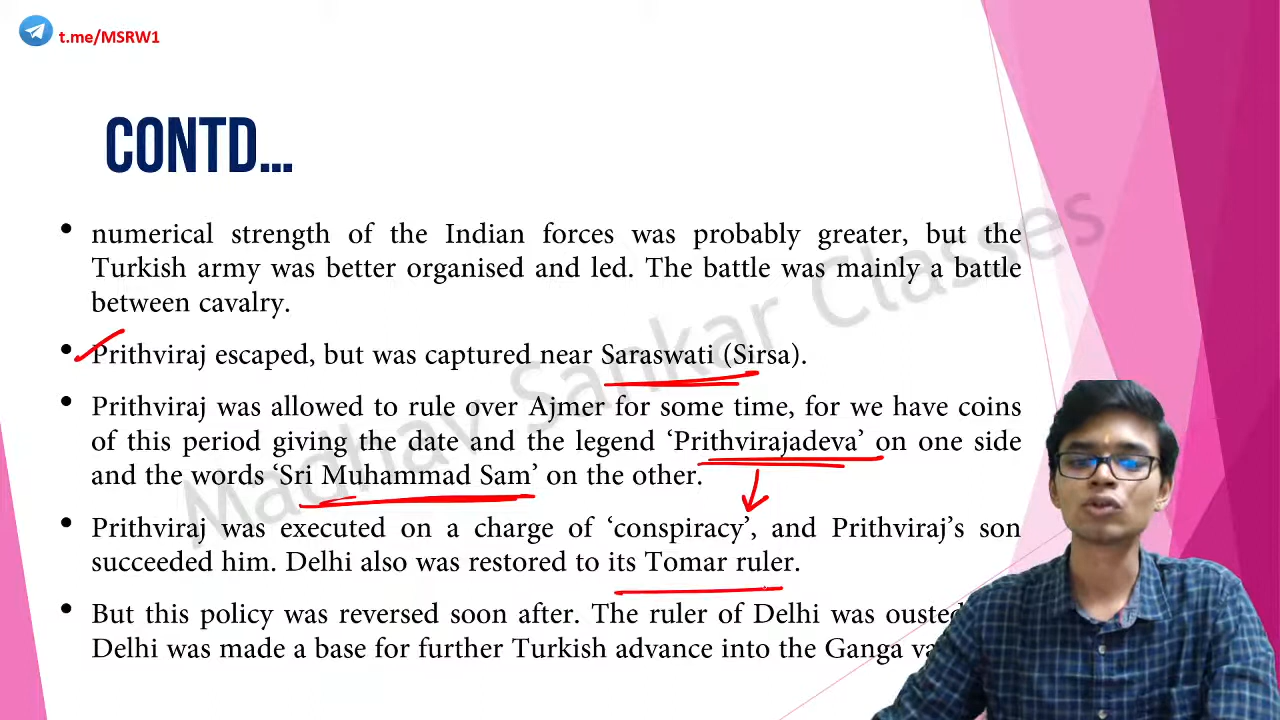 t.me/MSRW1
CONTD...
• numerical strength of the Indian forces was probably greater, but the
Turkish army was better organised and led. The battle was mainly a battle
between cavalry.
• Prithviraj escaped, but was captured near Saraswati (Sirsa).
• Prithviraj was allowed to rule over Ajmer for some time, for we have coins
of this period giving the date and the legend ‘Prithvirajadeva’ on one side
and the words ‘Sri Muhammad Sam’ on the other.
• Prithviraj was executed on a charge of ‘conspiracy’, and Prithviraj’s son
succeeded him. Delhi also was restored to its Tomar ruler.
• But this policy was reversed soon after. The ruler of Delhi was ousted
Delhi was made a base for further Turkish advance into the Ganga
Madhav Sankar Classes